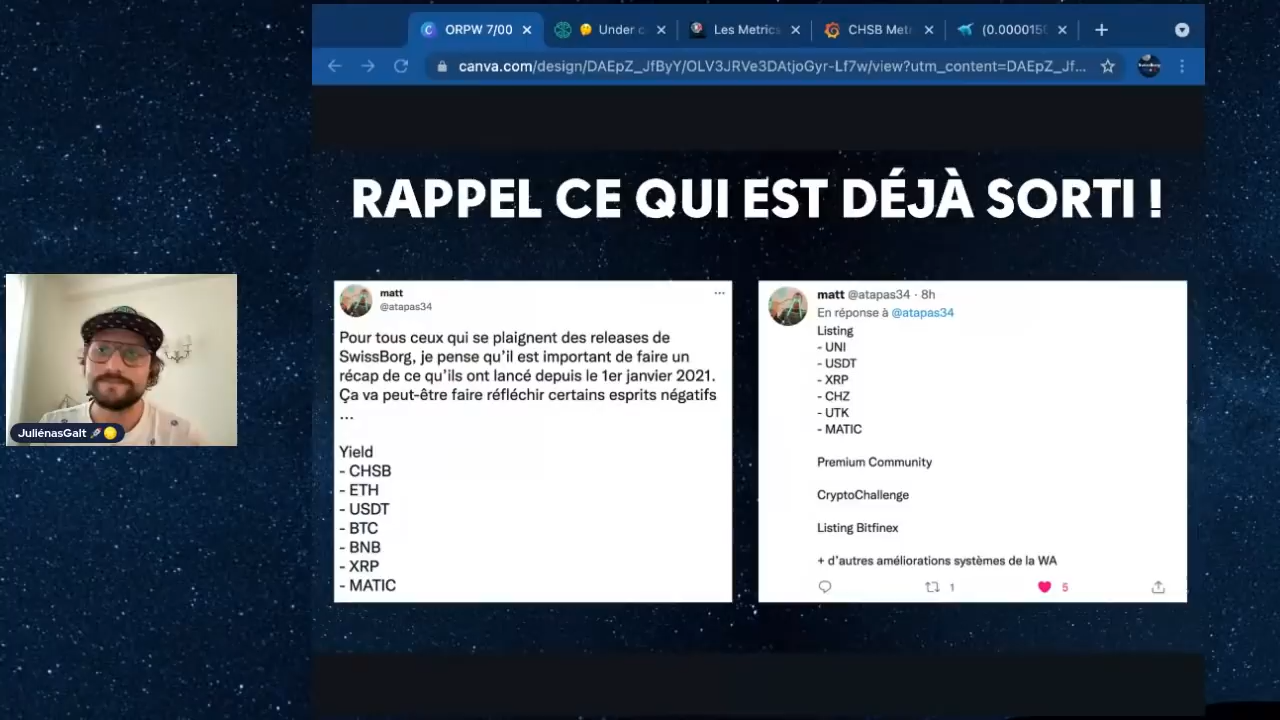 ORPW 7/00
Under c
Les Metrics
CHSB Met
(0.0000156
canva.com/design/DAEpZ_JfByY/OLV3JRVe3DAtjoGyr-Lf7w/view?utm_content=DAEpZ_Jf...
RAPPEL CE QUI EST DÉJÀ SORTI !
matt
@atapas34
Pour tous ceux qui se plaignent des releases de
SwissBorg, je pense qu'il est important de faire un
récap de ce qu'ils ont lancé depuis le 1er janvier 2021.
Ça va peut-être faire réfléchir certains esprits négatifs
...
Yield
- CHSB
- ETH
- USDT
- BTC
- BNB
- XRP
- MATIC
matt @atapas34 · 8h
En réponse à @atapas34
Listing
- UNI
- USDT
- XRP
- CHZ
- UTK
- MATIC
Premium Community
CryptoChallenge
Listing Bitfinex
+ d'autres améliorations systèmes de la WA
1
5
JuliénasGalt